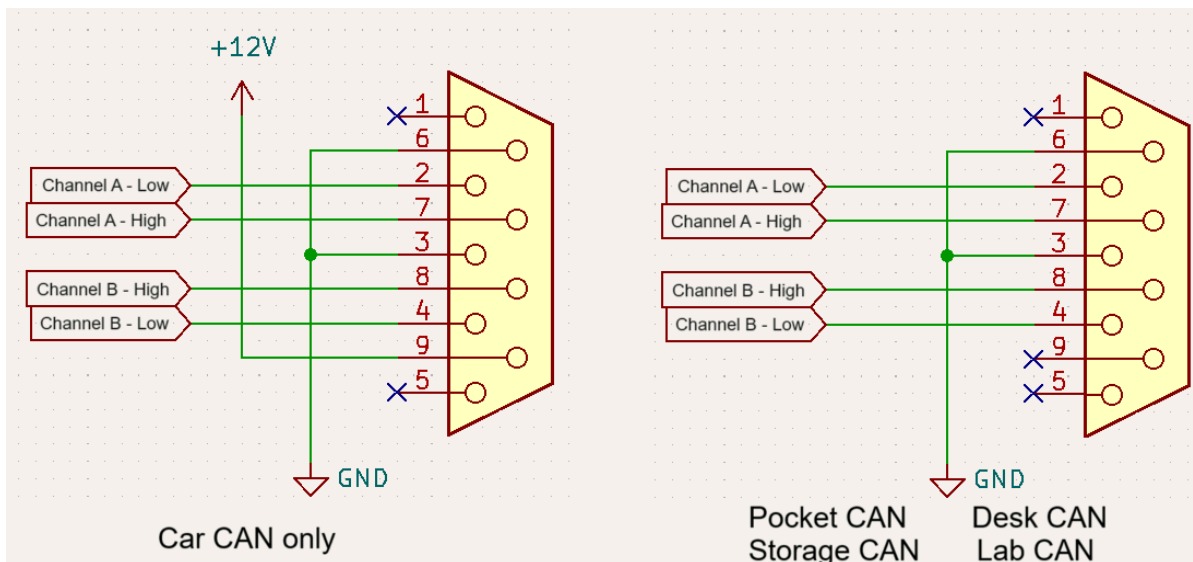 +12V
1
6
Channel A - Low
2
Channel A - High
7
3
Channel B - High
8
Channel B - Low
4
9
5
GND
Car CAN only
1
6
Channel A - Low
2
Channel A - High
7
3
Channel B - High
8
Channel B - Low
4
9
5
GND
Pocket CAN Desk CAN
Storage CAN Lab CAN